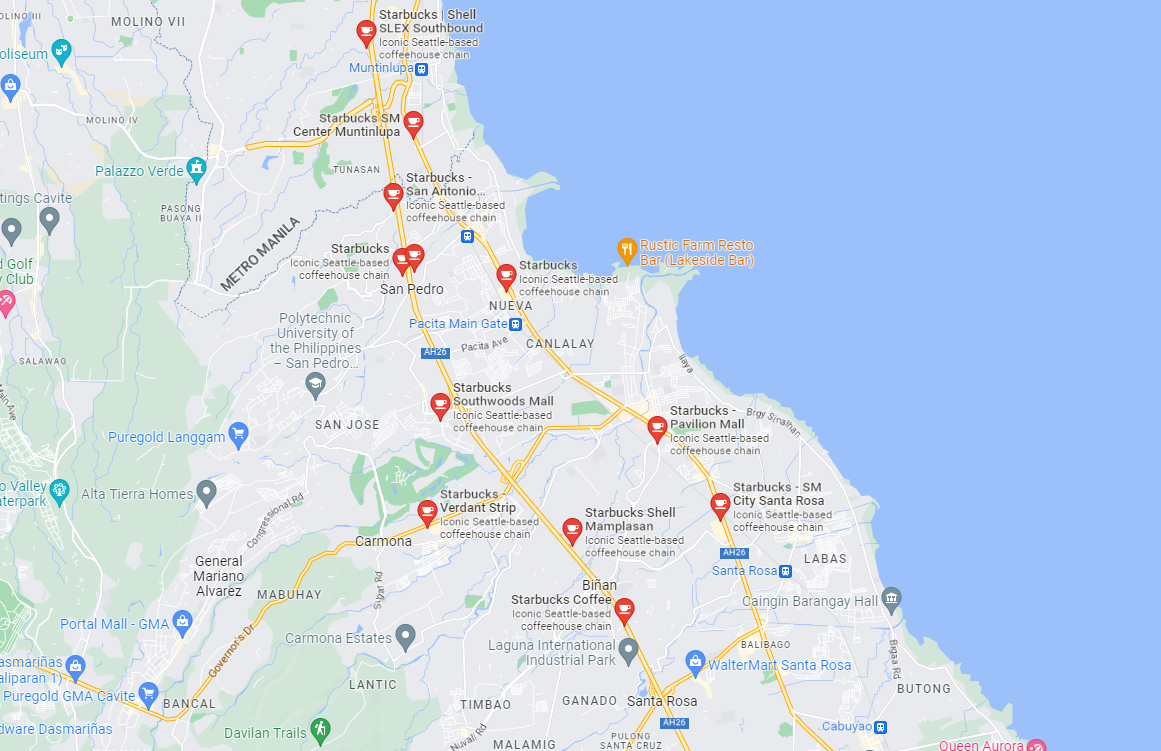 OLINO III
MOLINO VII
Starbucks | Shell
SLEX Southbound
Iconic Seattle-based
coffeehouse chain
oliseum
Muntinlupa
MOLINO IV
Starbucks SM
Center Muntinlupa
Palazzo Verde
TUNASAN
Starbucks -
San Antonio...
Iconic Seattle-based
coffeehouse chain
tings Cavite
PASONG
BUAYA II
METRO MANILA
Starbucks
Iconic Seattle-based
coffeehouse chain
Rustic Farm Resto
Bar (Lakeside Bar)
d Golf
y Club
Starbucks
Iconic Seattle-based
coffeehouse chain
San Pedro
NUEVA
Polytechnic
University of
the Philippines
– San Pedro...
Pacita Main Gate
AH26
Pacita Ave
CANLALAY
SALAWAG
Ilaya
Main Ave
Starbucks
Southwoods Mall
Iconic Seattle-based
coffeehouse chain
Starbucks -
Pavilion Mall
Iconic Seattle-based
coffeehouse chain
Brgy Sinalhan
SAN JOSE
Puregold Langgam
o Valley
aterpark
Alta Tierra Homes
Congressional Rd
Starbucks -
Verdant Strip
Iconic Seattle-based
coffeehouse chain
Starbucks - SM
City Santa Rosa
Iconic Seattle-based
coffeehouse chain
Starbucks Shell
Mamplasan
Iconic Seattle-based
coffeehouse chain
Carmona
AH26
LABAS
General
Mariano
Alvarez
Santa Rosa
MABUHAY
Sugar Rd
Biñan
Starbucks Coffee
Iconic Seattle-based
coffeehouse chain
Caingin Barangay Hall
Portal Mall - GMA
Governor's Dr
Carmona Estates
Laguna International
Industrial Park
BALIBAGO
Bigaa Rd
asmariñas
aliparan 1)
WalterMart Santa Rosa
LANTIC
BUTONG
Puregold GMA Cavite
BANCAL
TIMBAO
GANADO
Santa Rosa
AH26
dware Dasmariñas
Davilan Trails
Nuvali Rd
MALAMIG
PULONG
SANTA CRUZ
Cabuyao
Queen Aurora